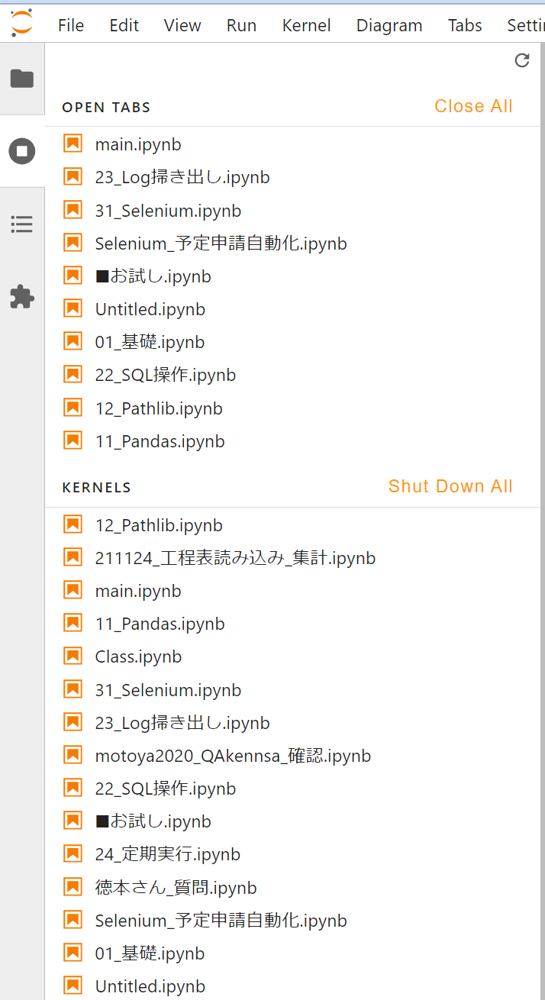 File Edit View Run Kernel Diagram Tabs Settin
OPEN TABS Close All
main.ipynb
23_Log掃き出し.ipynb
31_Selenium.ipynb
Selenium_予定申請自動化.ipynb
■お試し.ipynb
Untitled.ipynb
01_基礎.ipynb
22_SQL操作.ipynb
12_Pathlib.ipynb
11_Pandas.ipynb
KERNELS Shut Down All
12_Pathlib.ipynb
211124_工程表読み込み_集計.ipynb
main.ipynb
11_Pandas.ipynb
Class.ipynb
31_Selenium.ipynb
23_Log掃き出し.ipynb
motoya2020_QAkennsa_確認.ipynb
22_SQL操作.ipynb
■お試し.ipynb
24_定期実行.ipynb
徳本さん_質問.ipynb
Selenium_予定申請自動化.ipynb
01_基礎.ipynb
Untitled.ipynb